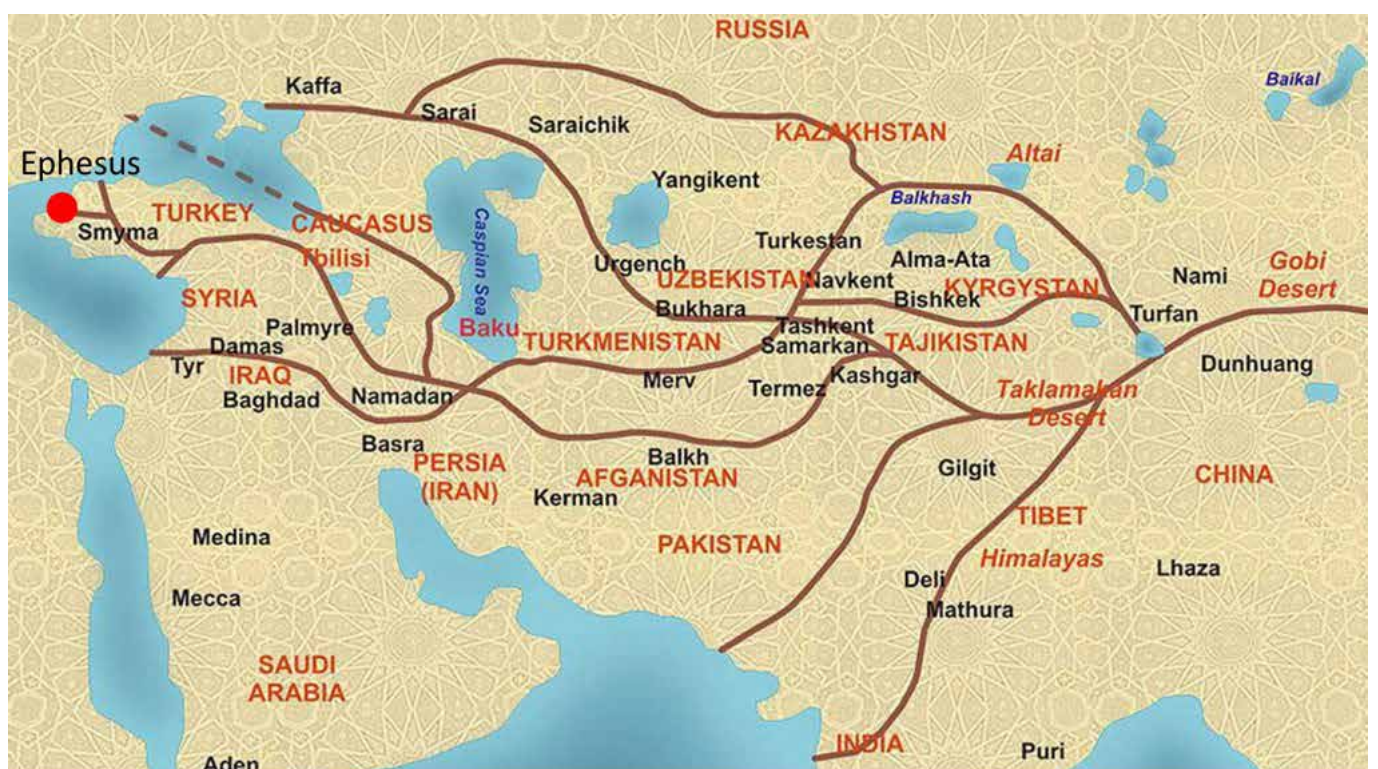 RUSSIA
Baikal
Kaffa
Sarai
Saraichik
KAZAKHSTAN
Altai
Ephesus
Yangikent
Balkhash
TURKEY
CAUCASUS
Smyma
Caspian Sea
Turkestan
Tbilisi
Urgench
Alma-Ata
Gobi
Desert
UZBEKISTAN
Navkent
KYRGYSTAN
Nami
SYRIA
Bukhara
Bishkek
Turfan
Palmyre
Baku
TURKMENISTAN
Tashkent
Samarkan
TAJIKISTAN
Damas
Tyr
IRAQ
Dunhuang
Merv
Termez
Kashgar
Baghdad
Namadan
Taklamakan
Desert
Basra
PERSIA
(IRAN)
Balkh
AFGANISTAN
Gilgit
CHINA
Kerman
TIBET
Medina
PAKISTAN
Himalayas
Lhaza
Mecca
Deli
Mathura
SAUDI
ARABIA
INDIA
Puri
Aden